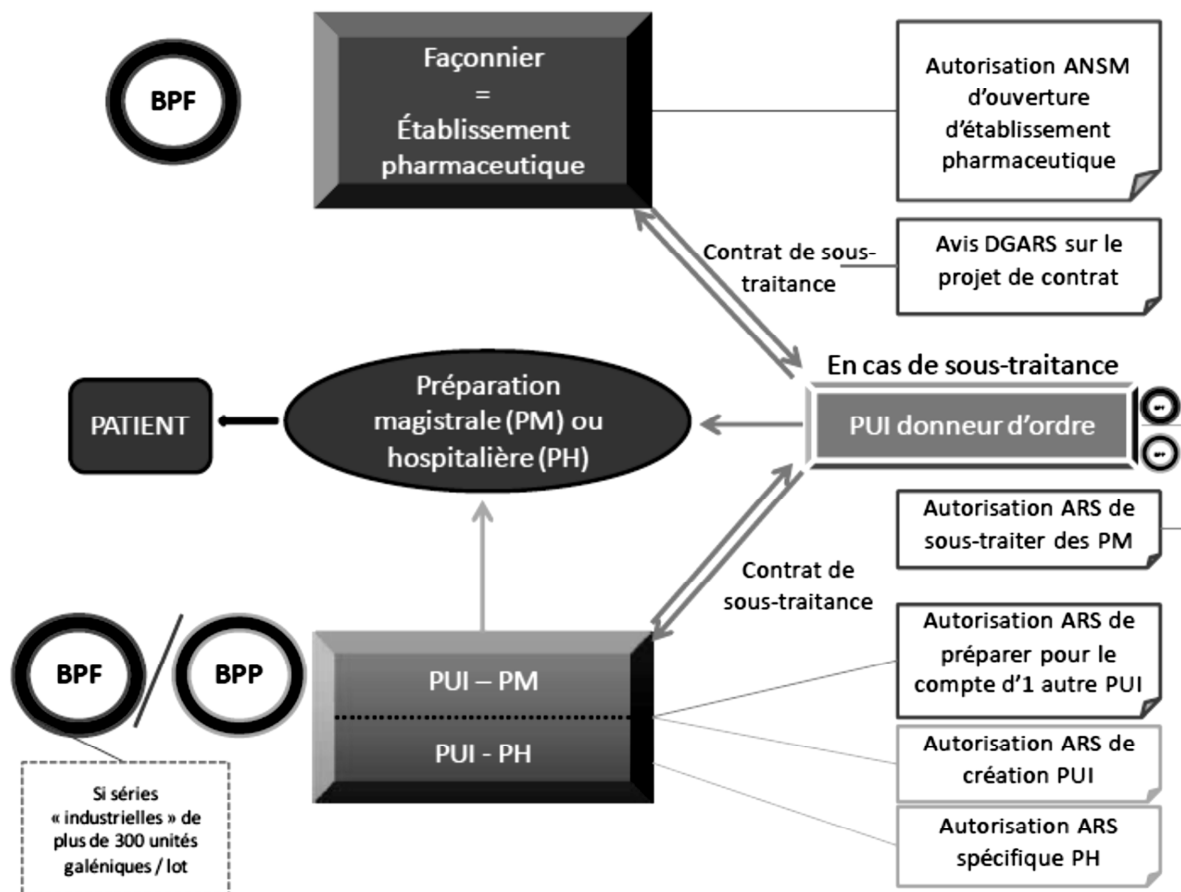 BPF
Façonnier
=
Établissement
pharmaceutique
Autorisation ANSM
d'ouverture
d'établissement
pharmaceutique
Contrat de sous-
traitance
Avis DGARS sur le
projet de contrat
En cas de sous-traitance
PUI donneur d'ordre
BPF
BPP
PATIENT
Préparation
magistrale (PM) ou
hospitalière (PH)
Autorisation ARS de
sous-traiter des PM
Contrat de
sous-traitance
BPF
BPP
PUI – PM
PUI - PH
Autorisation ARS de
préparer pour le
compte d'1 autre PUI
Autorisation ARS de
création PUI
Autorisation ARS
spécifique PH
Si séries
« industrielles » de
plus de 300 unités
galéniques / lot